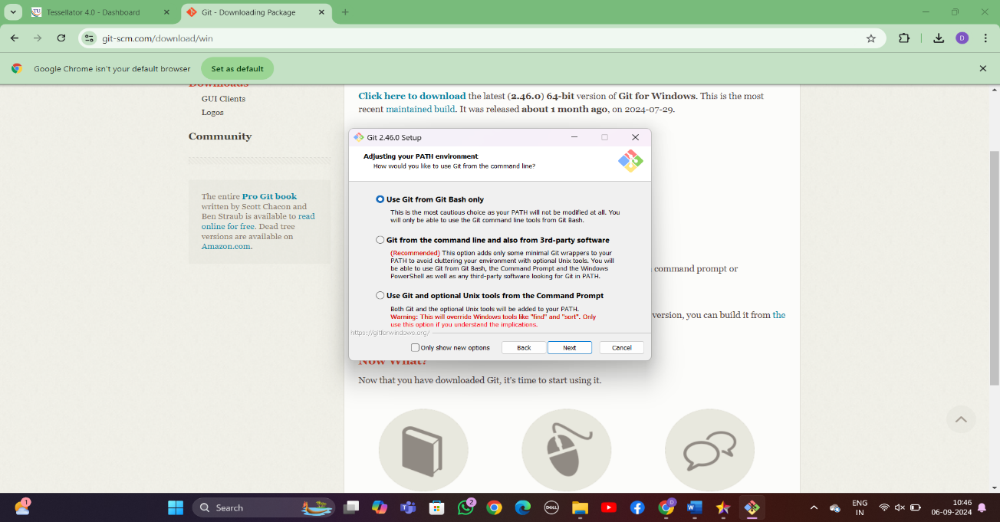 Tessellator 4.0 - Dashboard
Git - Downloading Package
git-scm.com/download/win
D
Google Chrome isn't your default browser
Set as default
Downloads
GUI Clients
Logos
Community
The entire Pro Git book
written by Scott Chacon and
Ben Straub is available to read
online for free. Dead tree
versions are available on
Amazon.com.
Click here to download the latest (2.46.0) 64-bit version of Git for Windows. This is the most
recent maintained build. It was released about 1 month ago, on 2024-07-29.
Git 2.46.0 Setup
Adjusting your PATH environment
How would you like to use Git from the command line?
Use Git from Git Bash only
This is the most cautious choice as your PATH will not be modified at all. You
will only be able to use the Git command line tools from Git Bash.
Git from the command line and also from 3rd-party software
(Recommended) This option adds only some minimal Git wrappers to your
PATH to avoid cluttering your environment with optional Unix tools. You will
be able to use Git from Git Bash, the Command Prompt and the Windows
PowerShell as well as any third-party software looking for Git in PATH.
Use Git and optional Unix tools from the Command Prompt
Both Git and the optional Unix tools will be added to your PATH.
Warning: This will override Windows tools like "find" and "sort". Only
use this option if you understand the implications.
https://gitforwindows.org/
Only show new options
Back
Next
Cancel
command prompt or
version, you can build it from the
Now What?
Now that you have downloaded Git, it's time to start using it.
1
Search
2
DELL
D
ENG
IN
10:46
06-09-2024